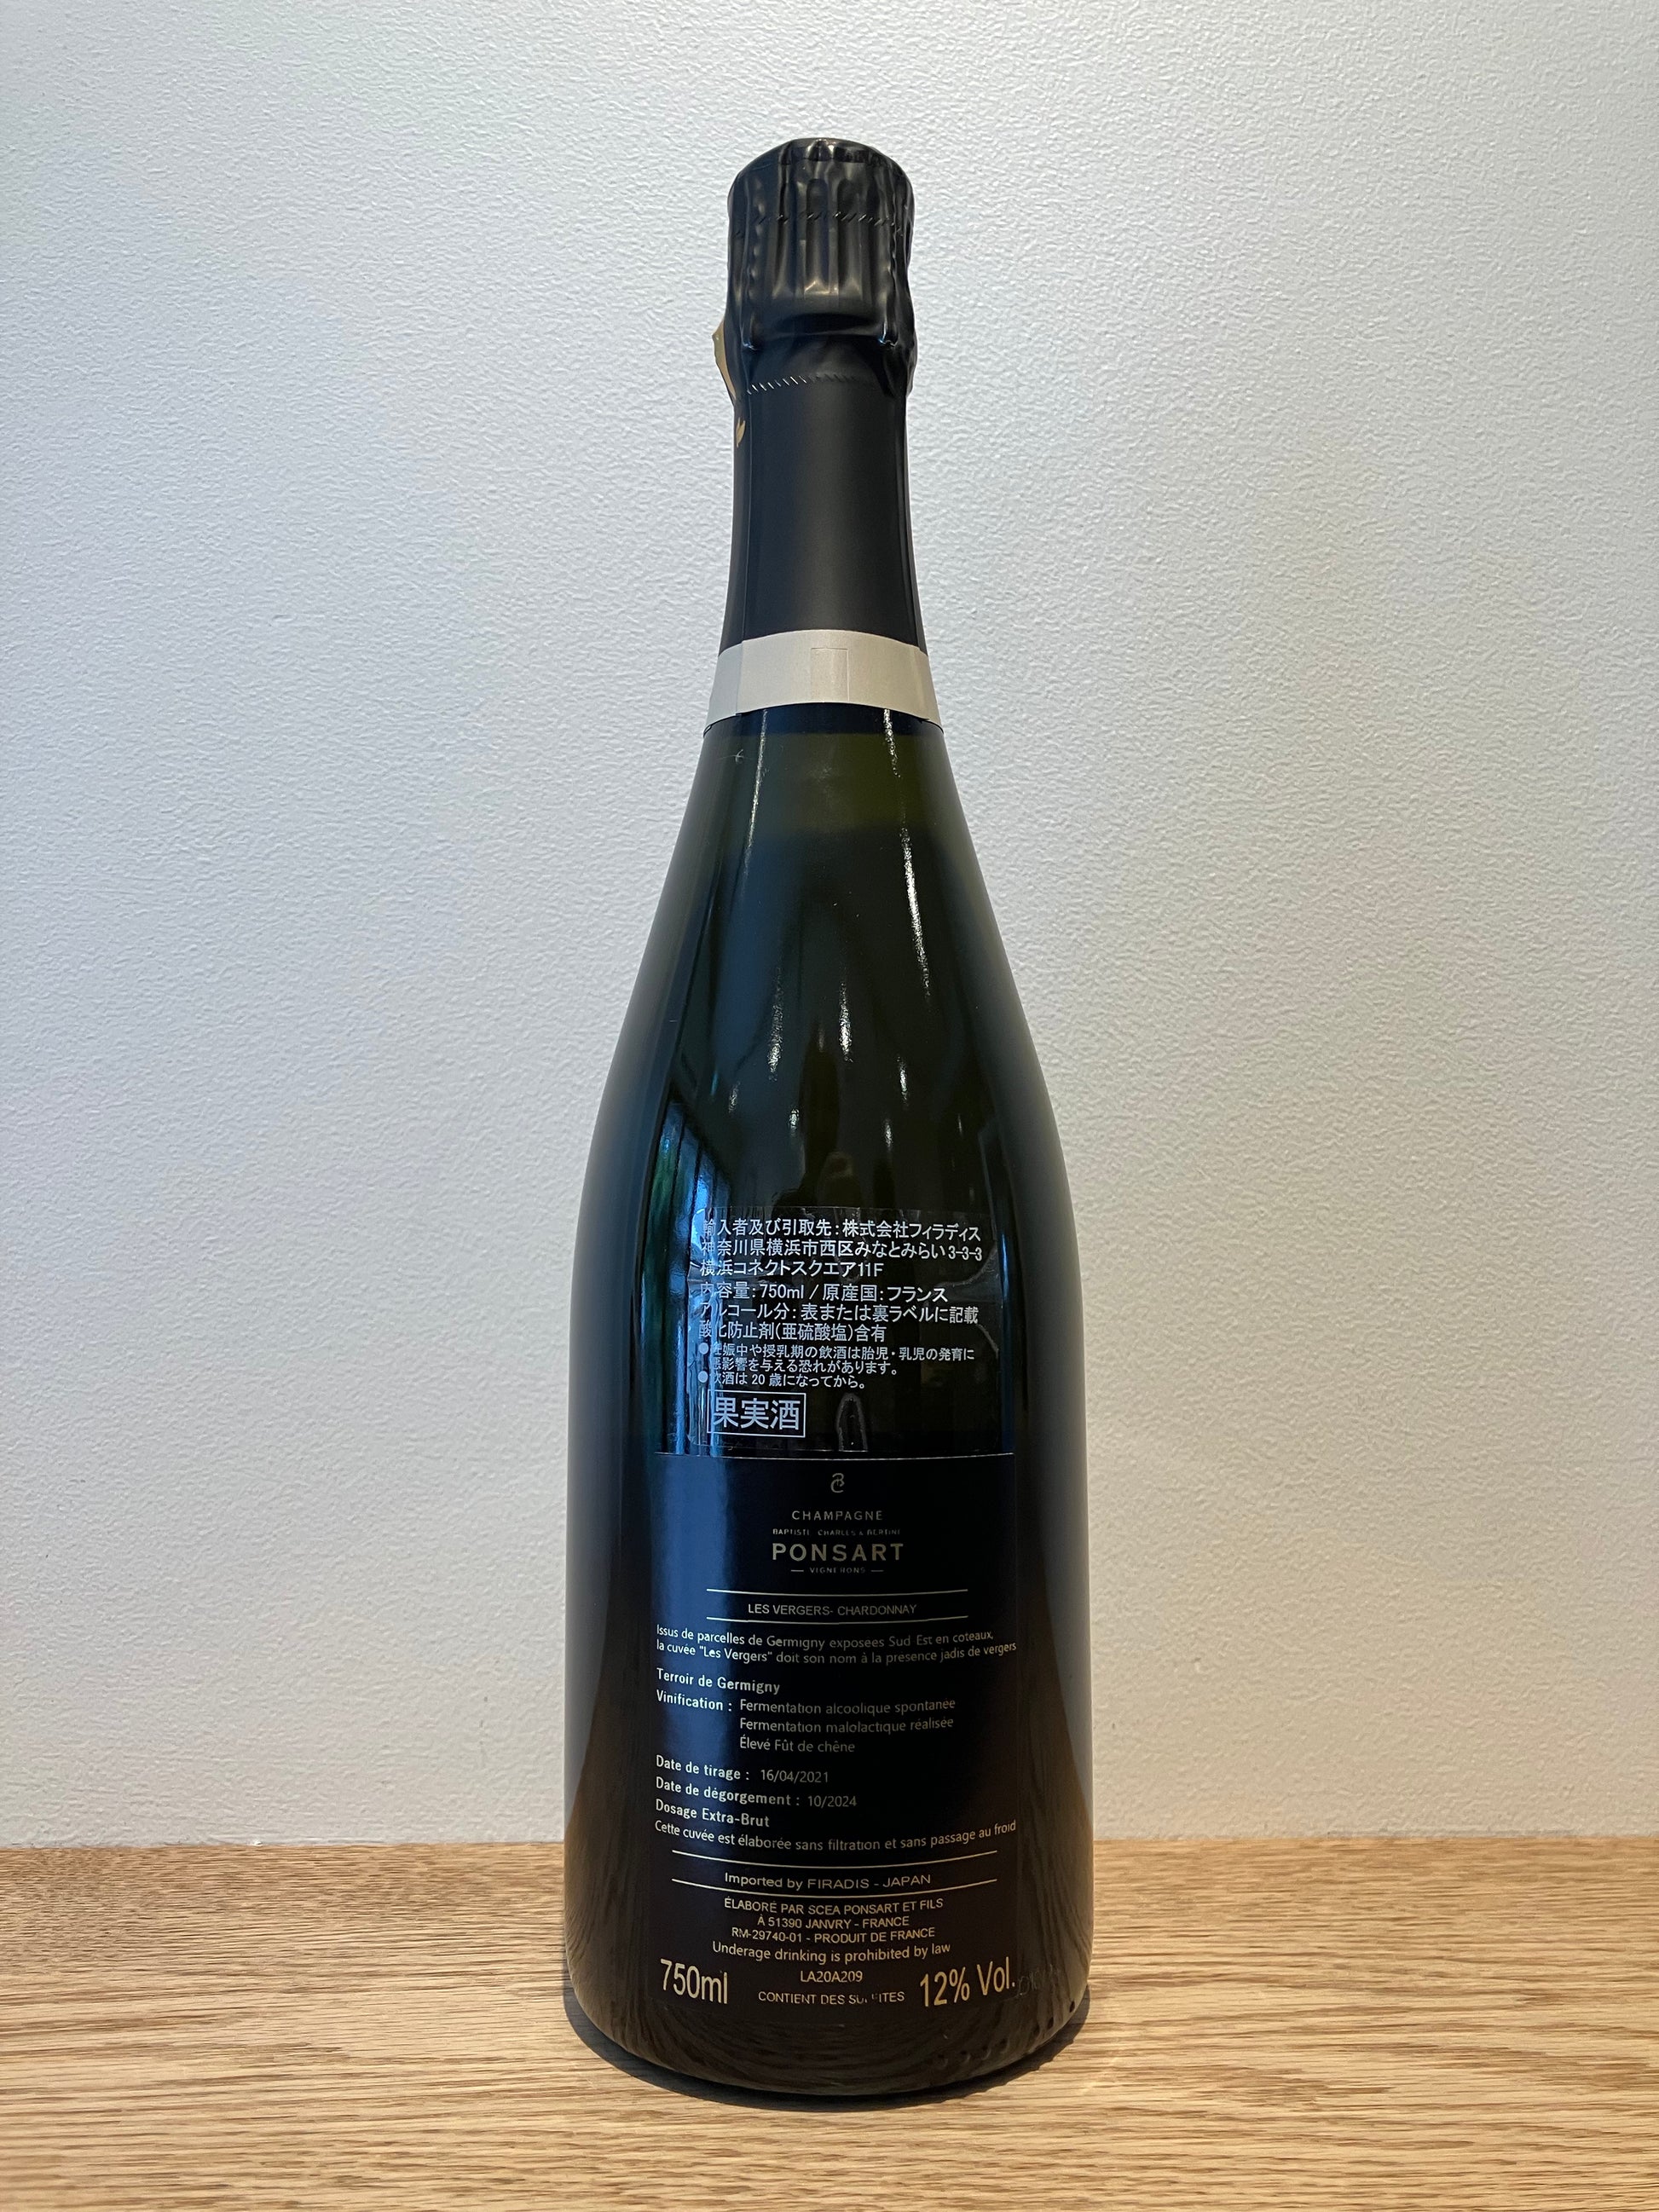 輸入者及び引取先:株式会社フィラディス
神奈川県横浜市西区みなとみらい3-3-3
横浜コネクトスクエア11F
内容量:750ml / 原産国:フランス
アルコール分:表または裏ラベルに記載
酸化防止剤(亜硫酸塩)含有
●妊娠中や授乳期の飲酒は胎児・乳児の発育に
悪影響を与える恐れがあります。
●飲酒は20歳になってから。
果実酒
CHAMPAGNE
BAPTISTE CHARLES & BERTINE
PONSART
VIGNERONS
LES VERGERS- CHARDONNAY
Issus de parcelles de Germigny exposees Sud Est en coteaux,
la cuvée "Les Vergers" doit son nom à la presence jadis de vergers
Terroir de Germigny
Vinification : Fermentation alcoolique spontanée
Fermentation malolactique réalisée
Élevé Fût de chêne
Date de tirage : 16/04/2021
Date de dégorgement : 10/2024
Dosage Extra-Brut
Cette cuvée est élaborée sans filtration et sans passage au froid
Imported by FIRADIS - JAPAN
ÉLABORÉ PAR SCEA PONSART ET FILS
À 51390 JANVRY - FRANCE
RM-29740-01 - PRODUIT DE FRANCE
Underage drinking is prohibited by law
750ml LA20A209 12% Vol.
CONTIENT DES SULFITES